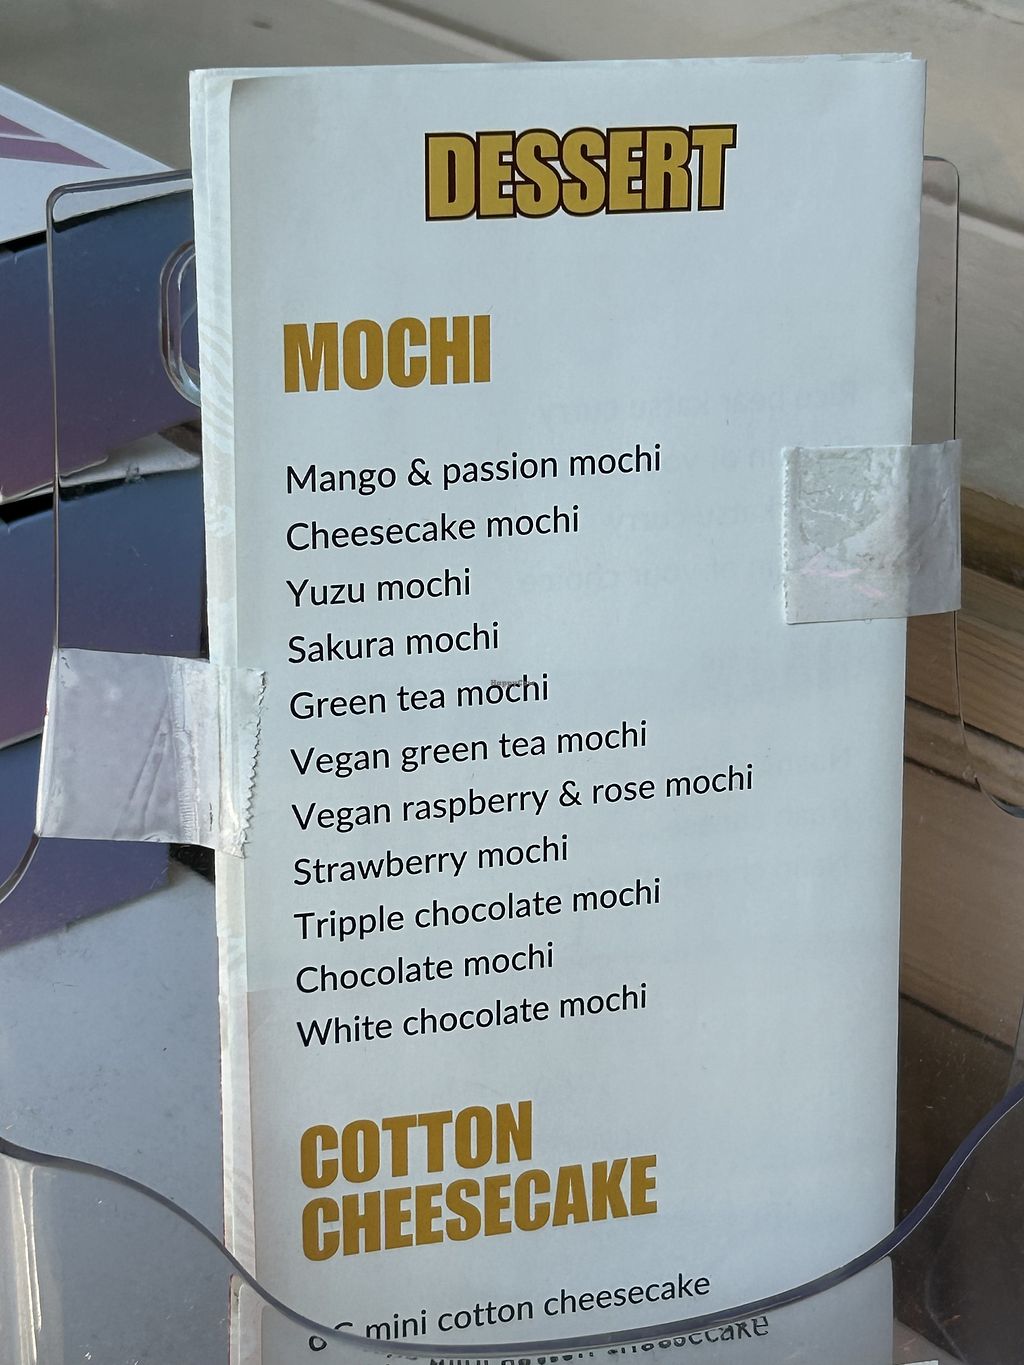 DESSERT
MOCHI
Mango & passion mochi
Cheesecake mochi
Yuzu mochi
Sakura mochi
Green tea mochi
Vegan green tea mochi
Vegan raspberry & rose mochi
Strawberry mochi
Tripple chocolate mochi
Chocolate mochi
White chocolate mochi
COTTON
CHEESECAKE
mini cotton cheesecake